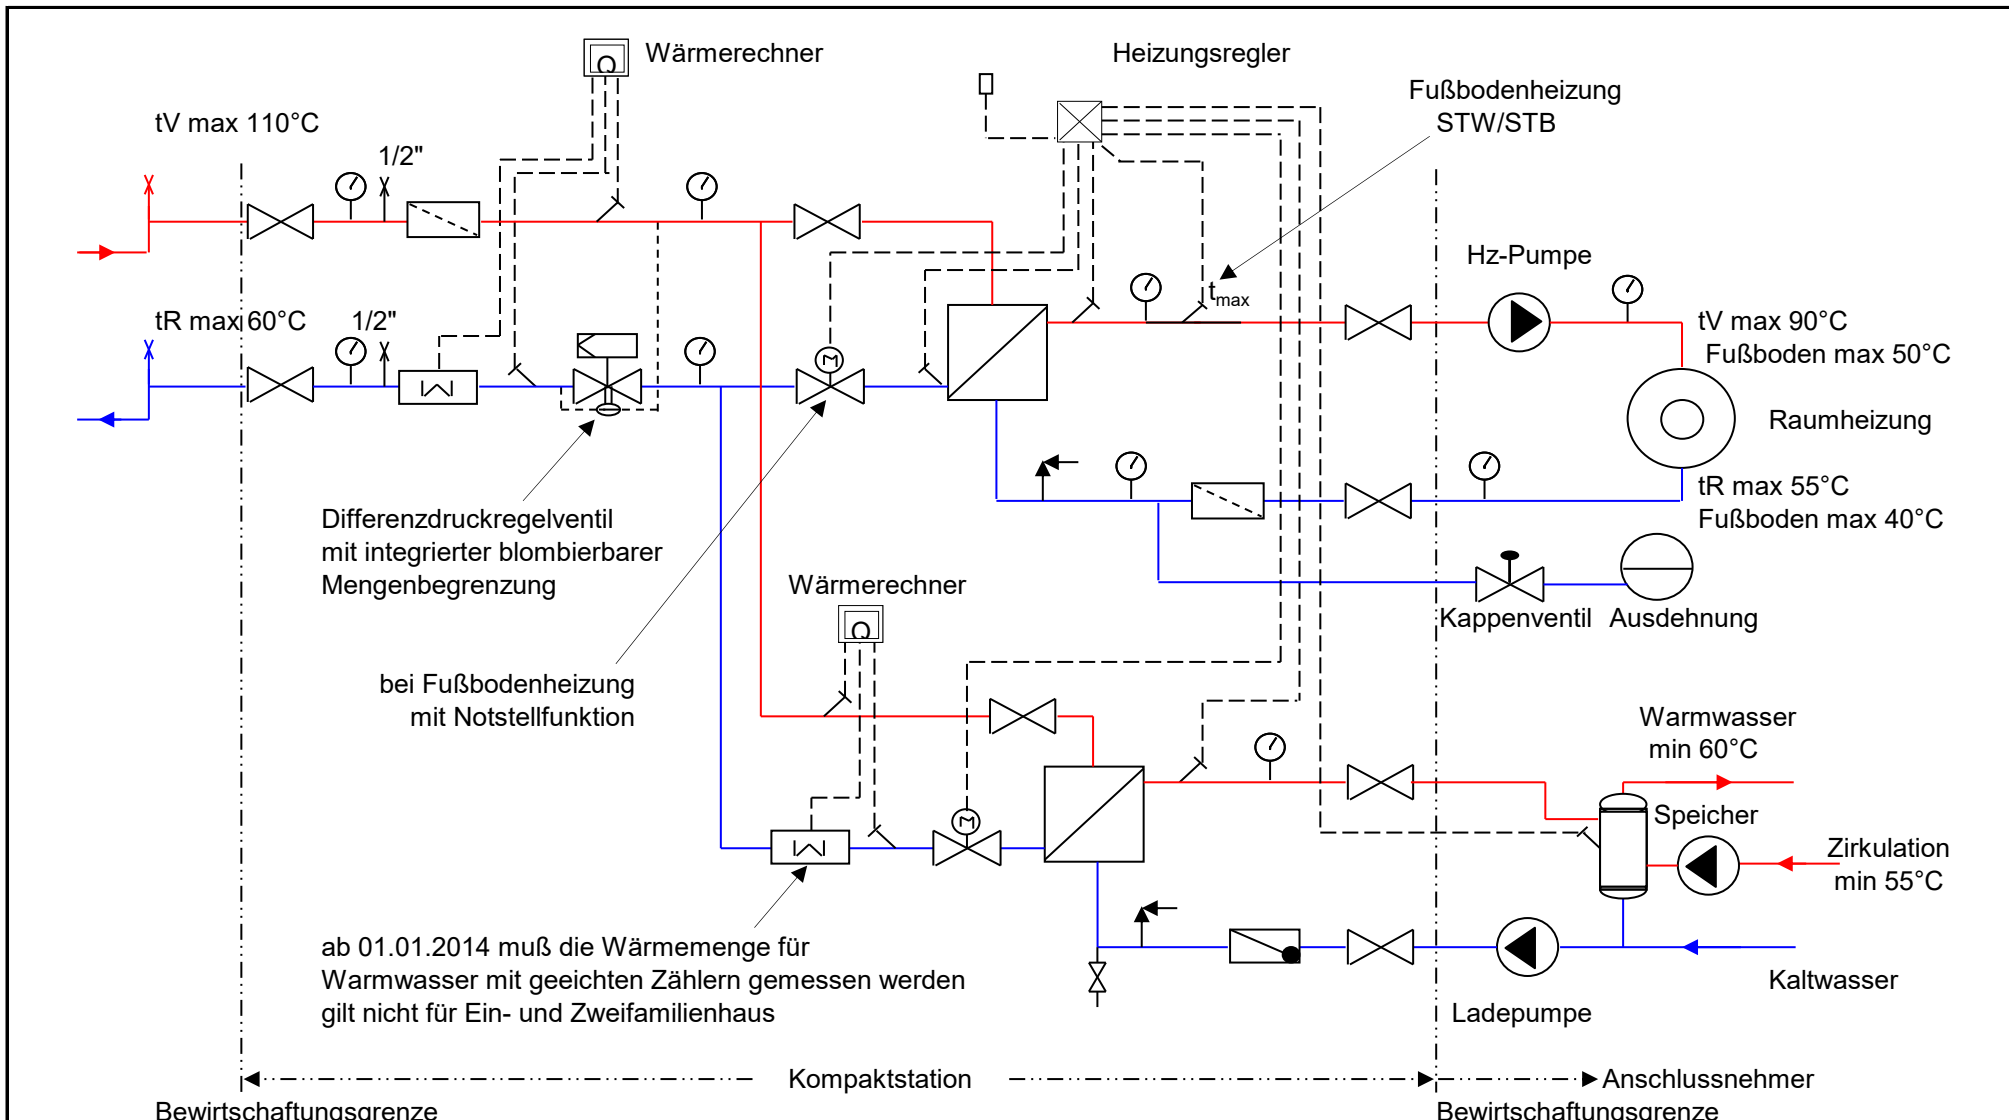 Wärmerechner
Heizungsregler
Fußbodenheizung
STW/STB
tV max 110°C
1/2"
Q
Hz-Pumpe
tmax
tR max 60°C
1/2"
M
tV max 90°C
Fußboden max 50°C
Raumheizung
tR max 55°C
Fußboden max 40°C
Differenzdruckregelventil
mit integrierter blombierbarer
Mengenbegrenzung
Wärmerechner
Q
Kappenventil
Ausdehnung
bei Fußbodenheizung
mit Notstellfunktion
Warmwasser
min 60°C
M
Speicher
Zirkulation
min 55°C
ab 01.01.2014 muß die Wärmemenge für
Warmwasser mit geeichten Zählern gemessen werden
gilt nicht für Ein- und Zweifamilienhaus
Kaltwasser
Ladepumpe
Kompaktstation
Anschlussnehmer
Bewirtschaftungsgrenze
Bewirtschaftungsgrenze